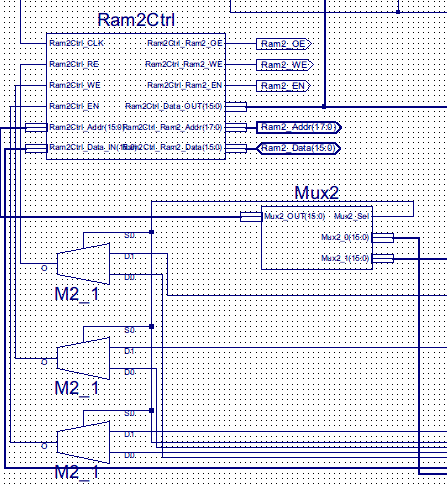 Ram2Ctrl
Ram2Ctrl_CLK Ram2Ctrl_Ram2_OE Ram2_OE
Ram2Ctrl_RE Ram2Ctrl_Ram2_WE Ram2_WE
Ram2Ctrl_WE Ram2Ctrl_Ram2_EN Ram2_EN
Ram2Ctrl_EN Ram2Ctrl_Data_OUT(15:0)
Ram2Ctrl_Addr(15:0) Ram2Ctrl_Ram2_Addr(17:0) Ram2_Addr(17:0)
Ram2Ctrl_Data_IN(15:0) Ram2Ctrl_Ram2_Data(15:0) Ram2_Data(15:0)
Mux2
Mux2_OUT(15:0) Mux2_Sel
Mux2_0(15:0)
Mux2_1(15:0)
S0
D1
O D0
M2_1
S0
D1
O D0
M2_1
S0
D1
O D0
M2_1